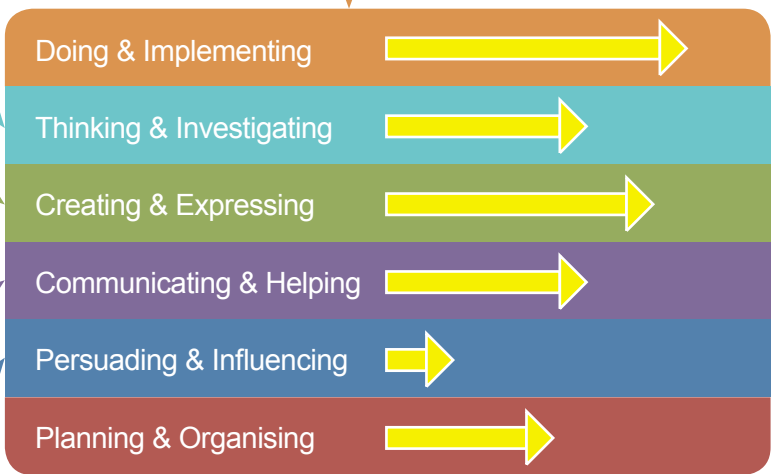 Doing & Implementing
Thinking & Investigating
Creating & Expressing
Communicating & Helping
Persuading & Influencing
Planning & Organising